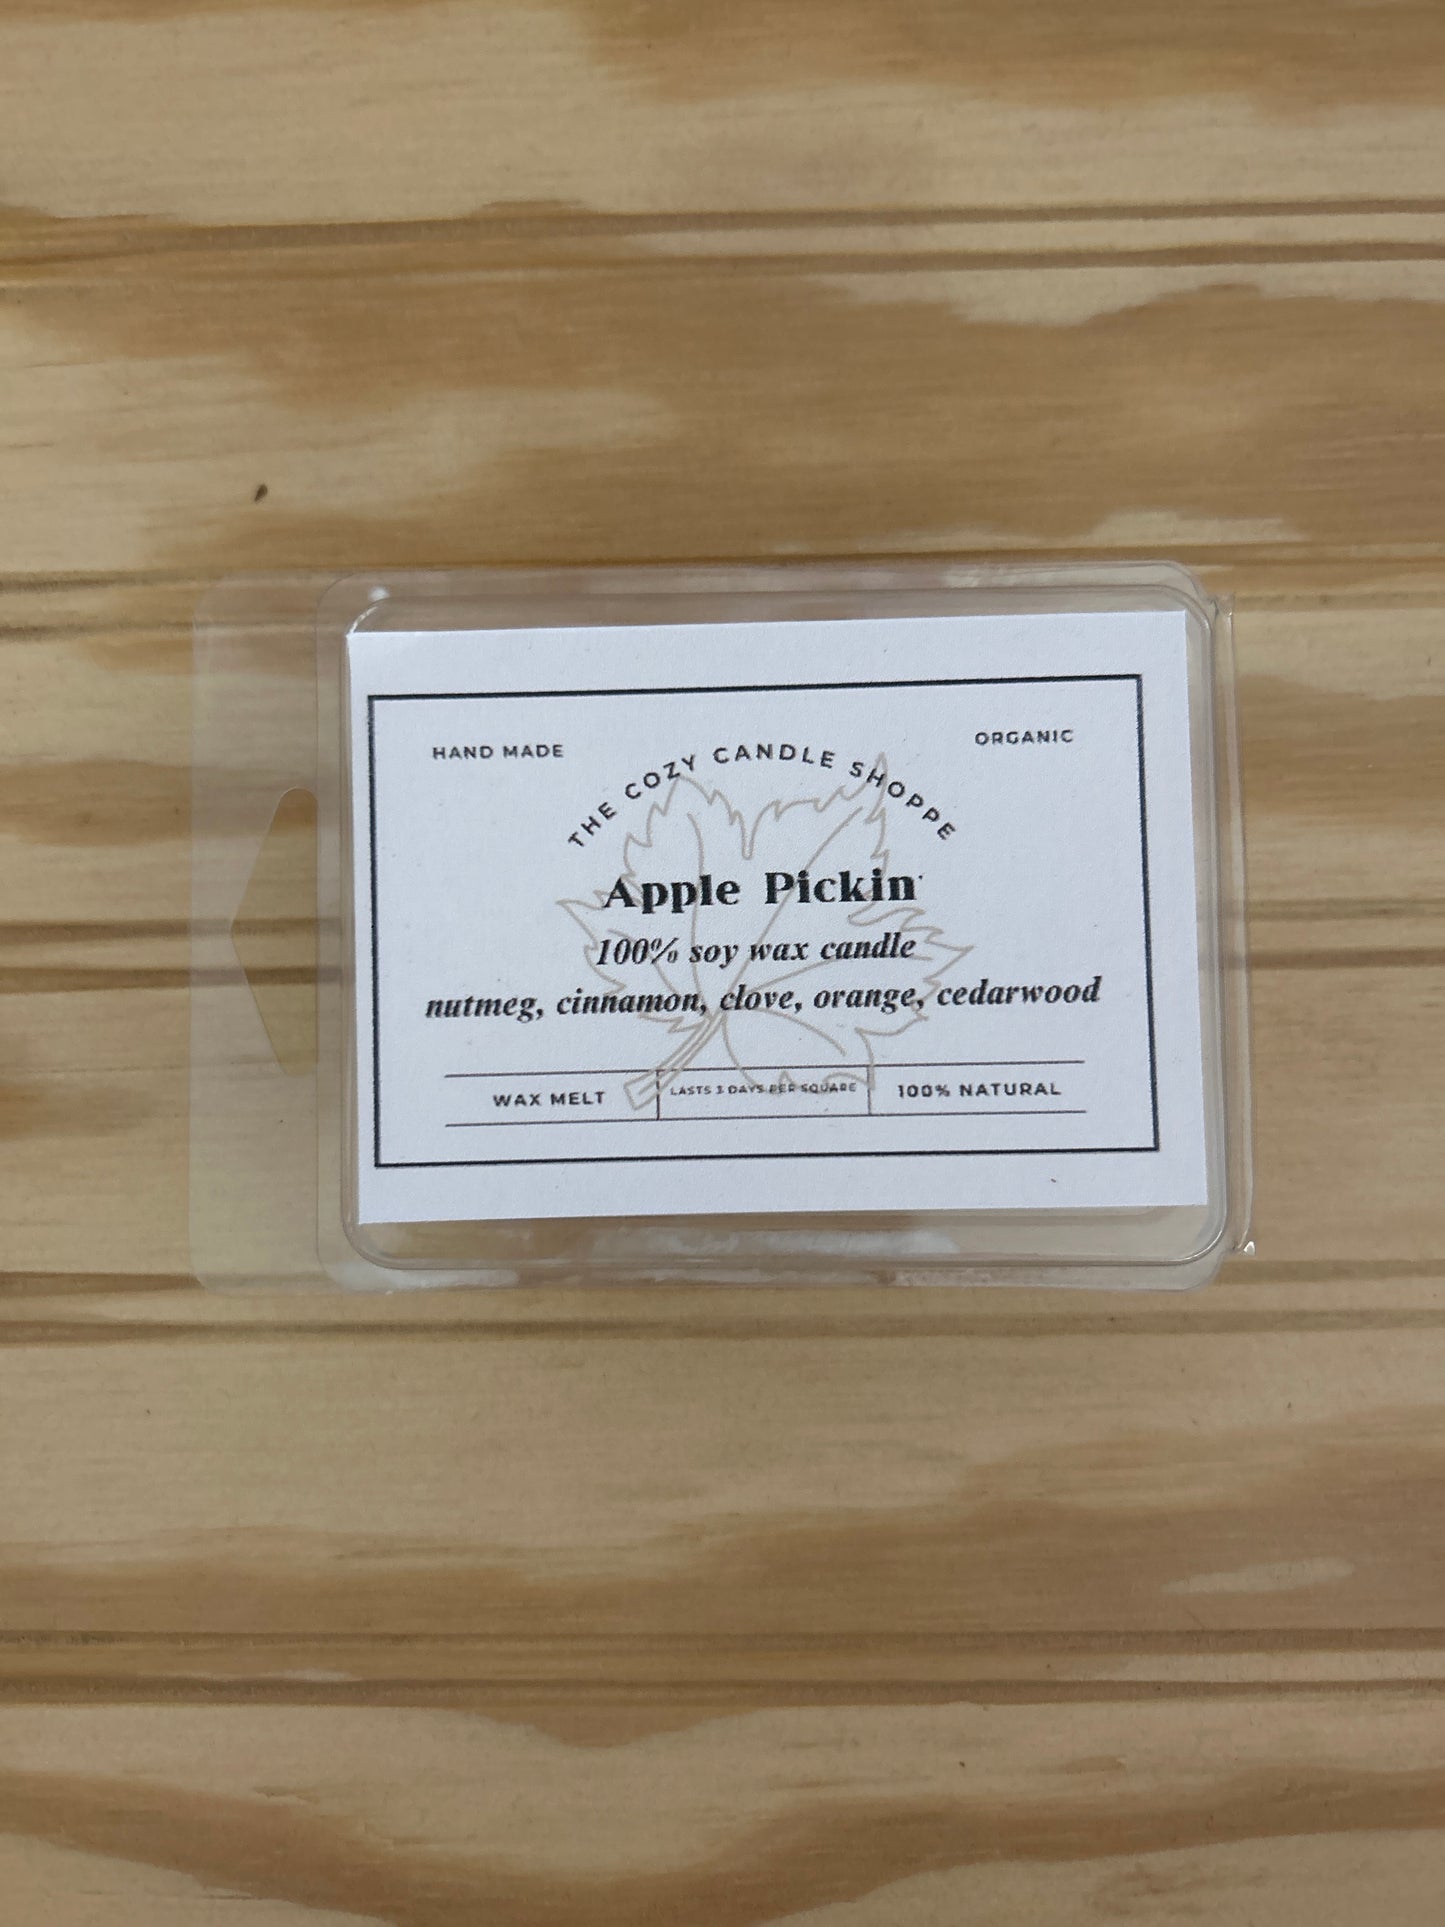 HAND MADE
ORGANIC
THE COZY CANDLE SHOPPE
Apple Pickin'
100% soy wax candle
nutmeg, cinnamon, clove, orange, cedarwood
WAX MELT
LASTS 3 DAYS PER SQUARE
100% NATURAL